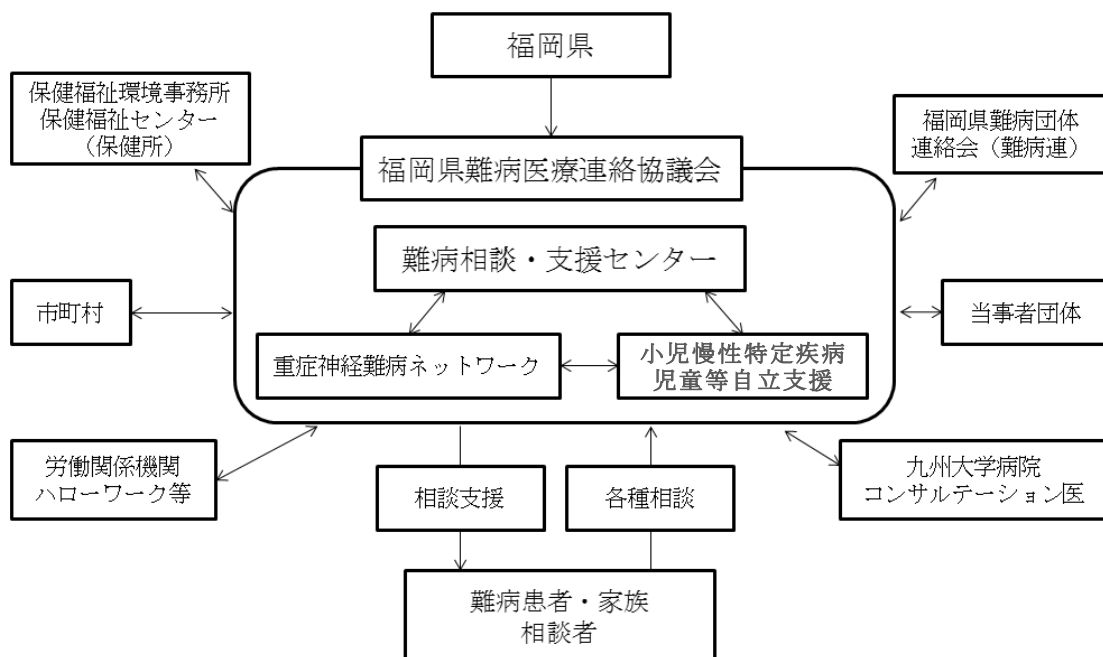 福岡県
保健福祉環境事務所
保健福祉センター
（保健所）
福岡県難病団体
連絡会（難病連）
福岡県難病医療連絡協議会
難病相談・支援センター
市町村
当事者団体
重症神経難病ネットワーク
小児慢性特定疾病
児童等自立支援
労働関係機関
ハローワーク等
相談支援
各種相談
九州大学病院
コンサルテーション医
難病患者・家族
相談者